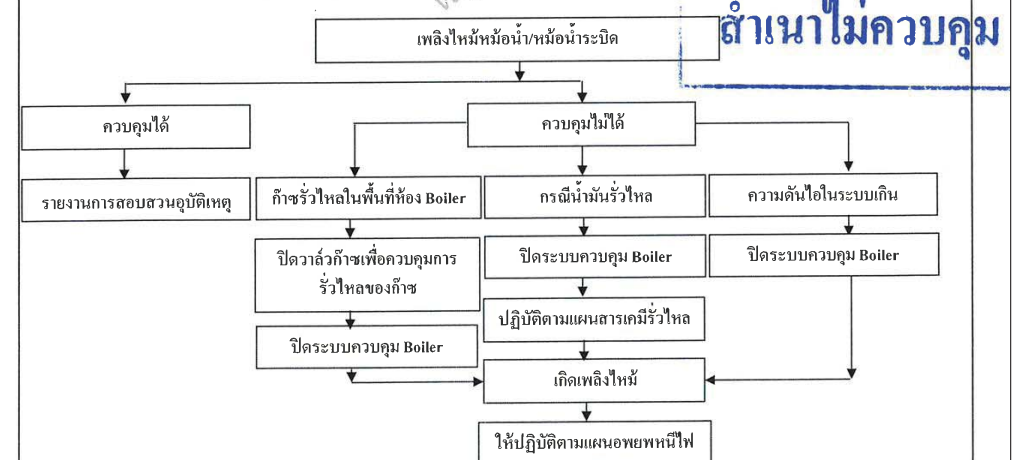 สำเนาไม่ควบคุม
เพลิงไหม้หม้อน้ำ/หม้อน้ำระบิด
ควบคุมได้
ควบคุมไม่ได้
รายงานการสอบสวนอุบัติเหตุ
ก๊าซรั่วไหลในพื้นที่ห้อง Boiler
กรณีน้ำมันรั่วไหล
ความดันไอในระบบเกิน
ปิดวาล์วก๊าซเพื่อควบคุมการ
รั่วไหลของก๊าซ
ปิดระบบควบคุม Boiler
ปิดระบบควบคุม Boiler
ปฏิบัติตามแผนสารเคมีรั่วไหล
ปิดระบบควบคุม Boiler
เกิดเพลิงไหม้
ให้ปฏิบัติตามแผนอพยพหนีไฟ